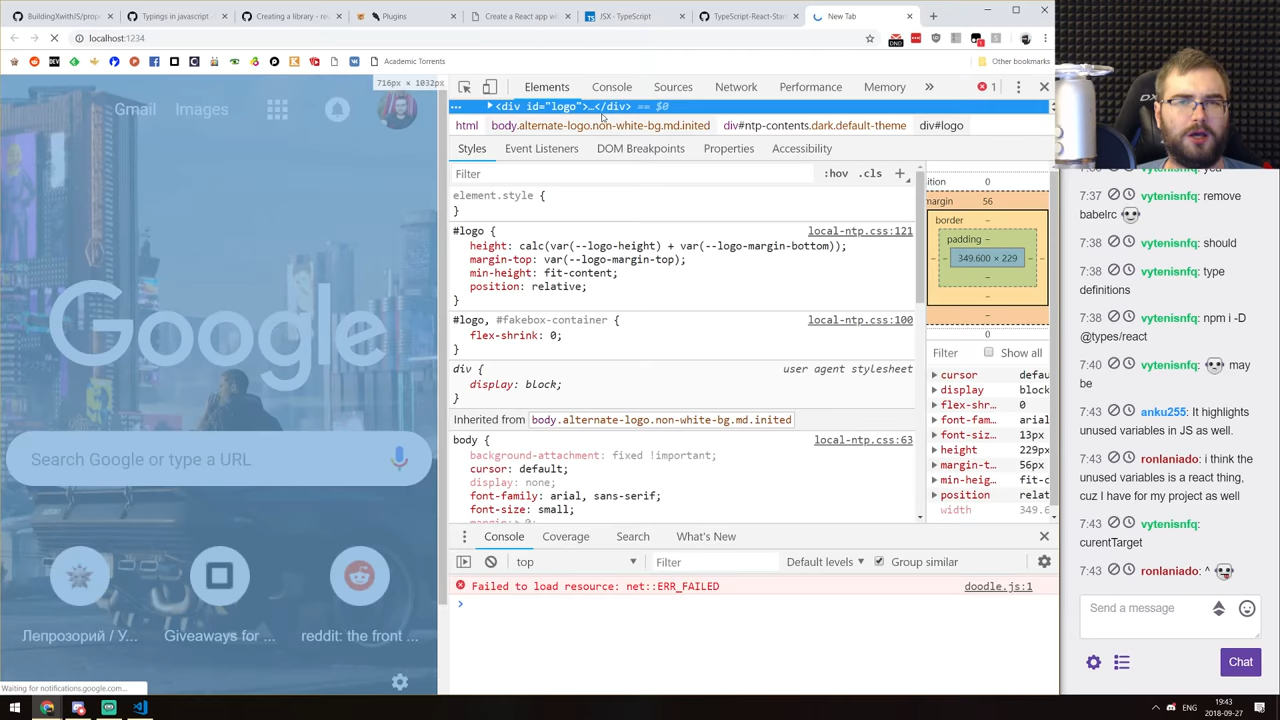 BuildingXwithJS/prop
Typings in javascript
Creating a library - re
Plugins
Create a React app wi
JSX · TypeScript
TypeScript-React-Star
New Tab
localhost:1234
Academic Torrents
Other bookmarks
716px × 1032px
Gmail Images
Google
Search Google or type a URL
Лепрозорий / У...
Giveaways for ...
reddit: the front ...
Waiting for notifications.google.com...
Elements Console Sources Network Performance Memory » 1
... <div id="logo">…</div> == $0
html body.alternate-logo.non-white-bg.md.inited div#ntp-contents.dark.default-theme div#logo
Styles Event Listeners DOM Breakpoints Properties Accessibility
Filter :hov .cls +
element.style {
}
#logo { local-ntp.css:121
height: calc(var(--logo-height) + var(--logo-margin-bottom));
margin-top: var(--logo-margin-top);
min-height: fit-content;
position: relative;
}
#logo, #fakebox-container { local-ntp.css:100
flex-shrink: 0;
}
div { user agent stylesheet
display: block;
}
Inherited from body.alternate-logo.non-white-bg.md.inited
body { local-ntp.css:63
background-attachment: fixed !important;
cursor: default;
display: none;
font-family: arial, sans-serif;
font-size: small;
ition 0
margin 56
border –
padding –
349.600 × 229
0
Filter Show all
cursor defau
display block
flex-shr… 0
font-fam… arial
font-siz… 13px
height 229px
margin-t… 56px
min-heig… fit-c
position relat
width 349.6
Console Coverage Search What's New
top Filter Default levels Group similar
Failed to load resource: net::ERR_FAILED doodle.js:1
7:37 vytenisnfq: remove
babelrc
7:38 vytenisnfq: should
7:38 vytenisnfq: type
definitions
7:38 vytenisnfq: npm i -D
@types/react
7:40 vytenisnfq: may
be
7:43 anku255: It highlights
unused variables in JS as well.
7:43 ronlaniado: i think the
unused variables is a react thing,
cuz I have for my project as well
7:43 vytenisnfq:
curentTarget
7:43 ronlaniado: ^
Send a message
Chat
ENG
19:43
2018-09-27